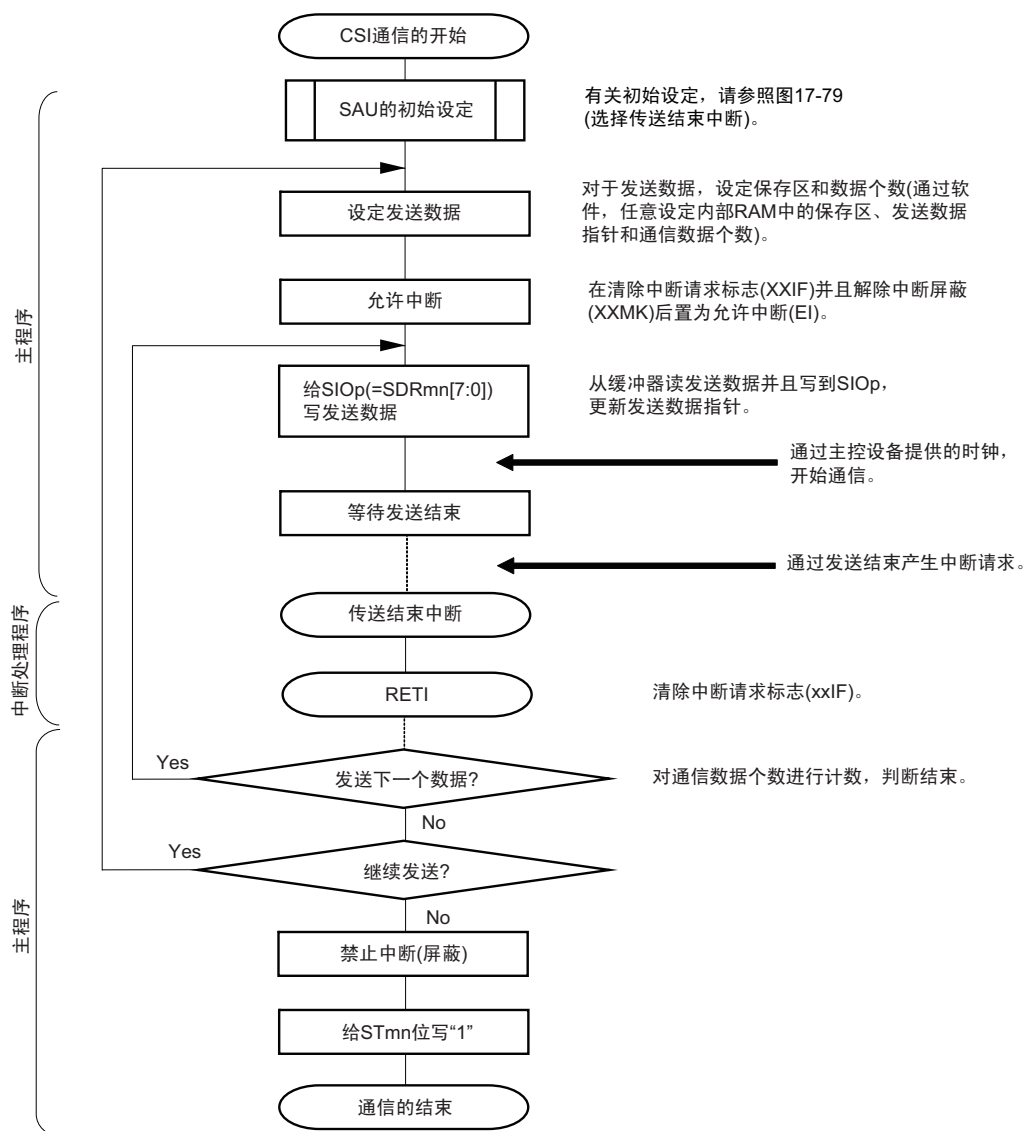 CSI通信的开始
SAU的初始设定
有关初始设定，请参照图17-79
(选择传送结束中断)。
设定发送数据
对于发送数据，设定保存区和数据个数(通过软
件，任意设定内部RAM中的保存区、发送数据
指针和通信数据个数)。
允许中断
在清除中断请求标志(XXIF)并且解除中断屏蔽
(XXMK)后置为允许中断(EI)。
主程序
给SIOp(=SDRmn[7:0])
写发送数据
从缓冲器读发送数据并且写到SIOp，
更新发送数据指针。
通过主控设备提供的时钟，
开始通信。
等待发送结束
通过发送结束产生中断请求。
传送结束中断
中断处理程序
RETI
清除中断请求标志(xxIF)。
Yes
发送下一个数据?
对通信数据个数进行计数，判断结束。
No
Yes
继续发送?
No
主程序
禁止中断(屏蔽)
给STmn位写“1”
通信的结束